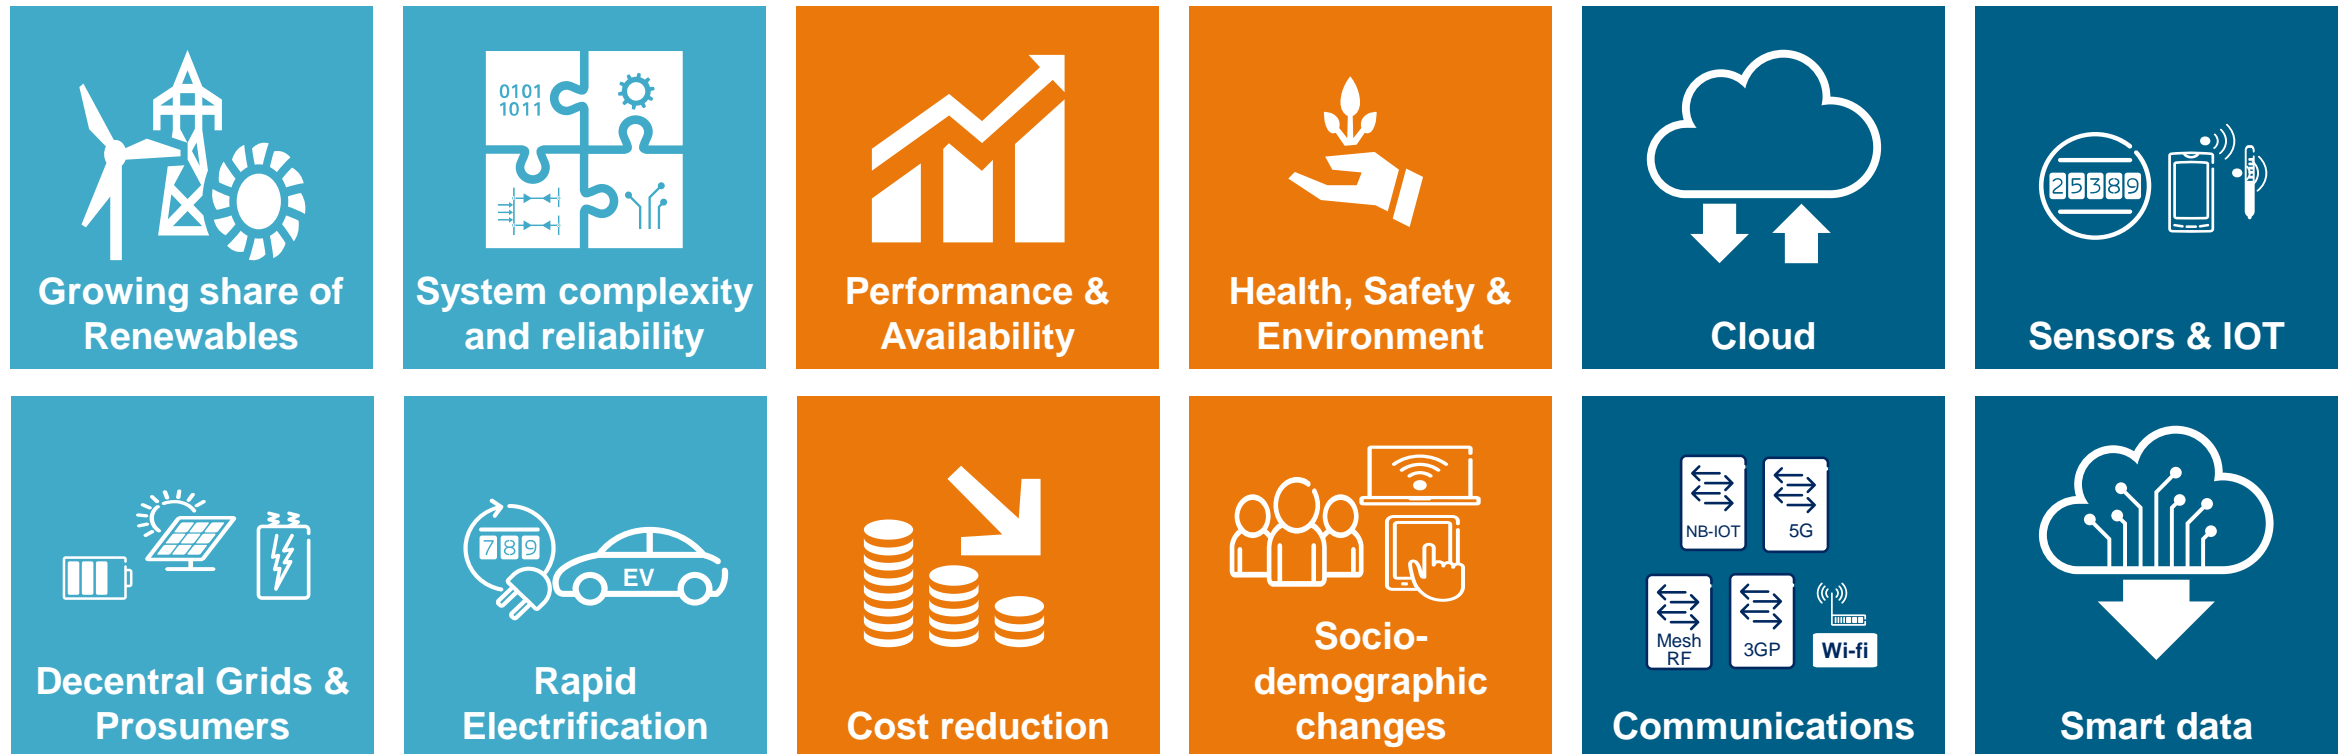 0101
1011
Growing share of
Renewables
System complexity
and reliability
Performance &
Availability
Health, Safety &
Environment
Cloud
25389
Sensors & IOT
Decentral Grids &
Prosumers
789
EV
Rapid
Electrification
Cost reduction
Socio-
demographic
changes
NB-IOT
5G
Mesh
RF
3GP
Wi-fi
Communications
Smart data